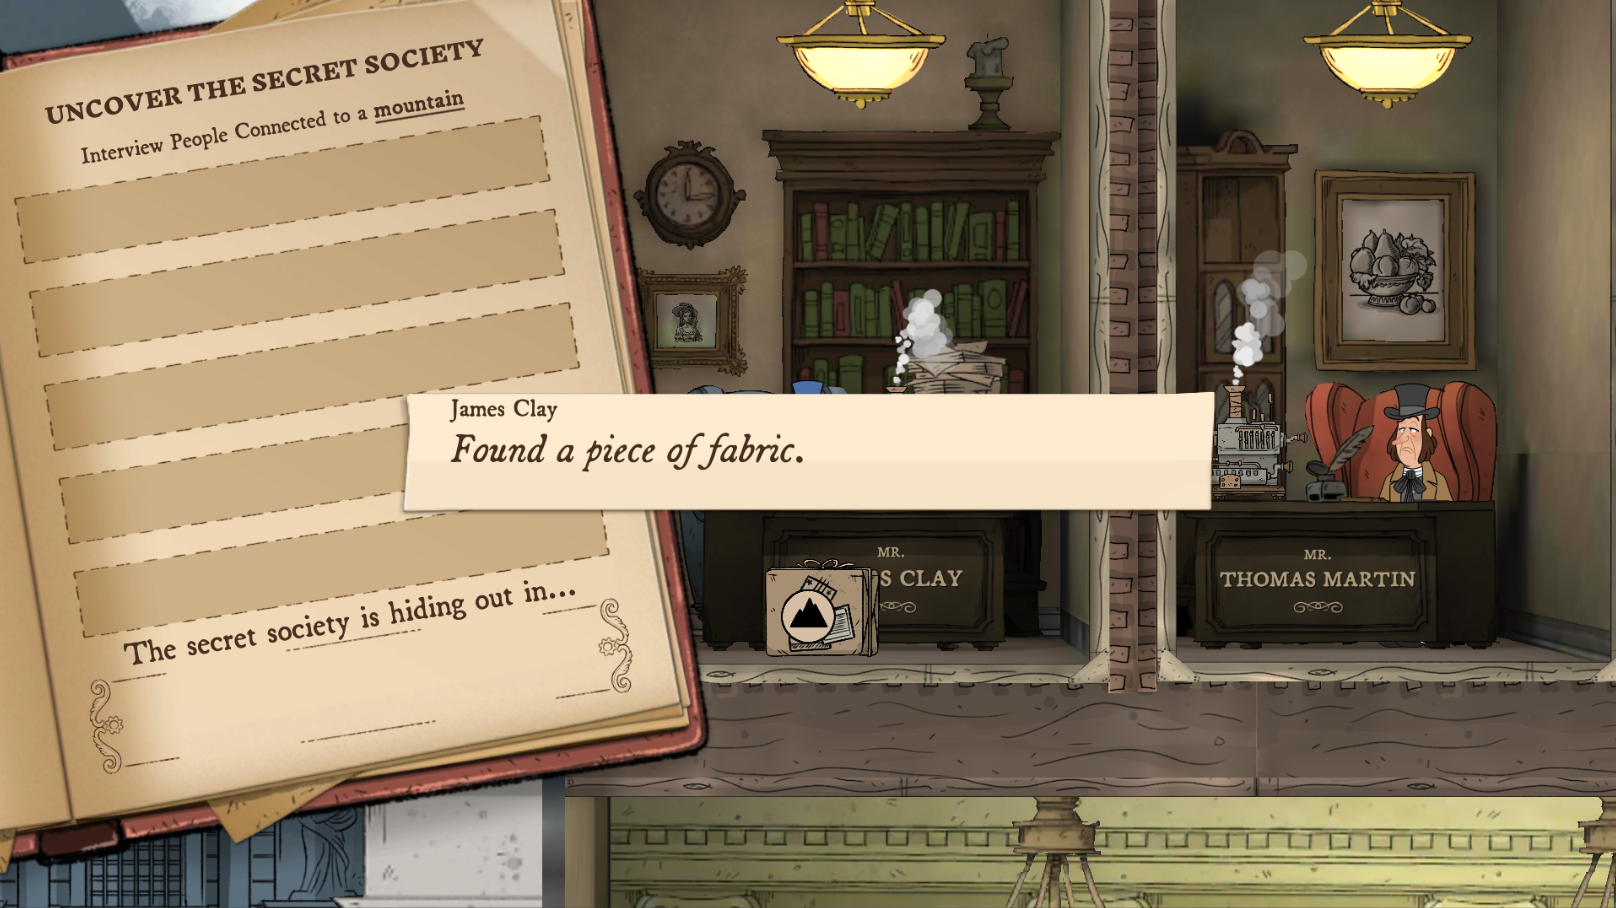 UNCOVER THE SECRET SOCIETY
Interview People Connected to a mountain
The secret society is hiding out in...
James Clay
Found a piece of fabric.
MR.
S CLAY
MR.
THOMAS MARTIN